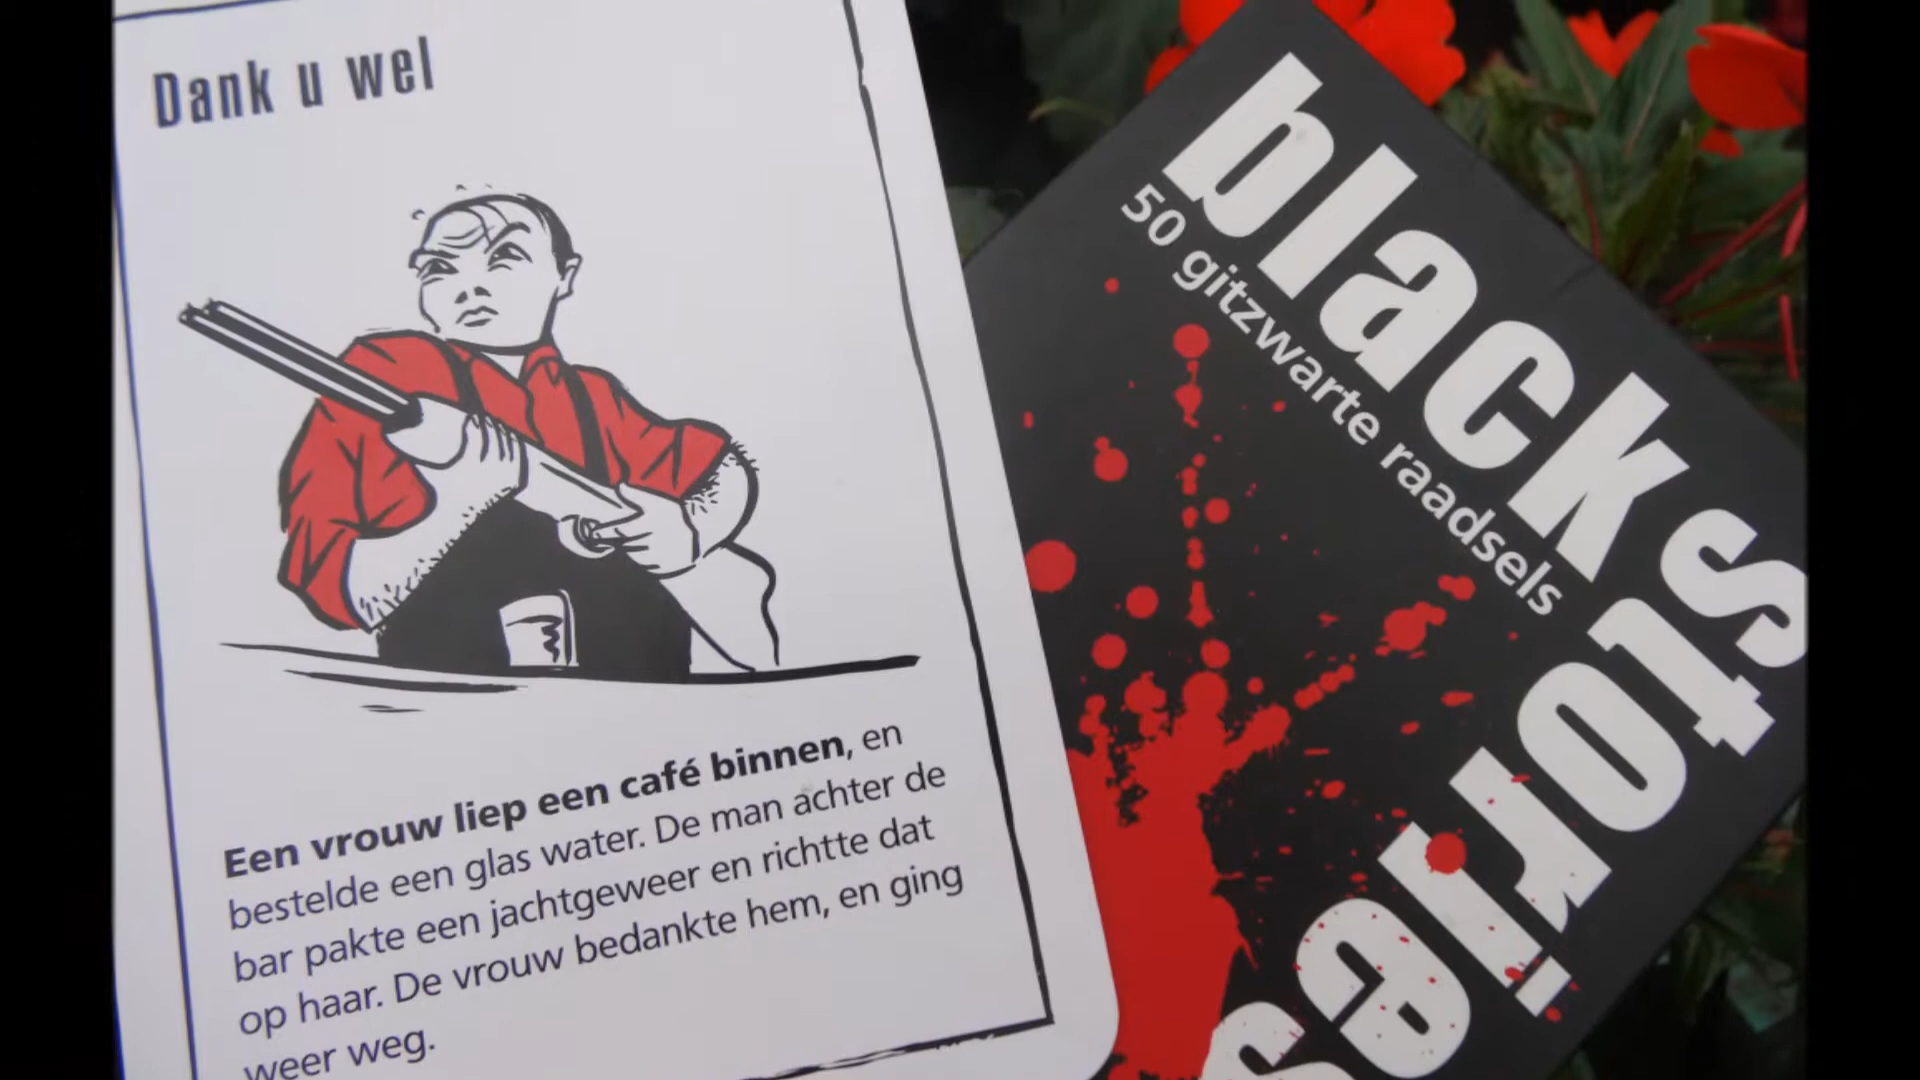 Dank u wel
Een vrouw liep een café binnen, en
bestelde een glas water. De man achter de
bar pakte een jachtgeweer en richtte dat
op haar. De vrouw bedankte hem, en ging
weer weg.
black
stories
50 gitzwarte raadsels